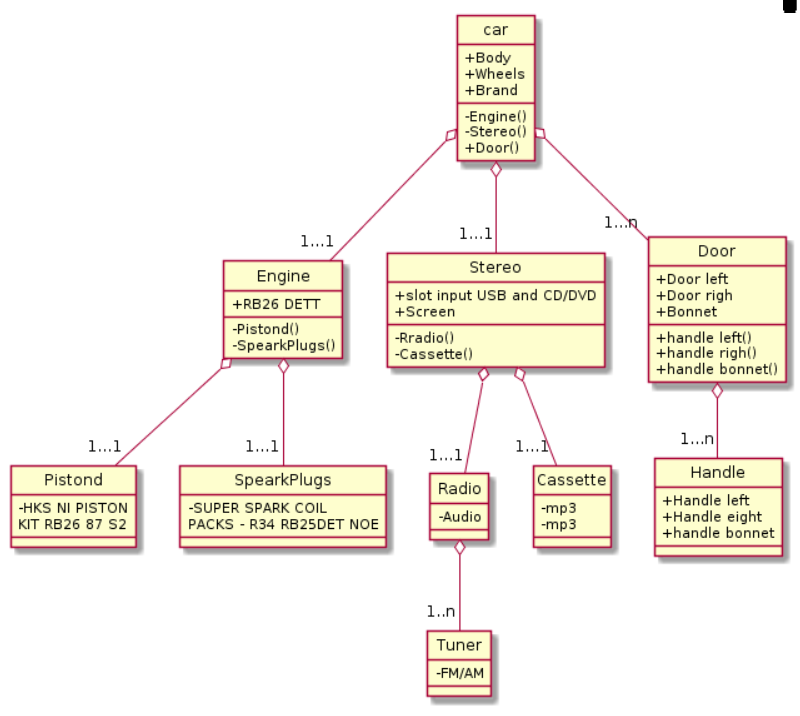 car
+Body
+Wheels
+Brand
-Engine()
-Stereo()
+Door()
1...1
1...1
1...n
Engine
+RB26 DETT
-Pistond()
-SpearkPlugs()
Stereo
+slot input USB and CD/DVD
+Screen
-Rradio()
-Cassette()
Door
+Door left
+Door righ
+Bonnet
+handle left()
+handle righ()
+handle bonnet()
1...1
1...1
1...1
1...1
1...n
Pistond
-HKS NI PISTON
KIT RB26 87 S2
SpearkPlugs
-SUPER SPARK COIL
PACKS - R34 RB25DET NOE
Radio
-Audio
Cassette
-mp3
-mp3
Handle
+Handle left
+Handle eight
+handle bonnet
1..n
Tuner
-FM/AM